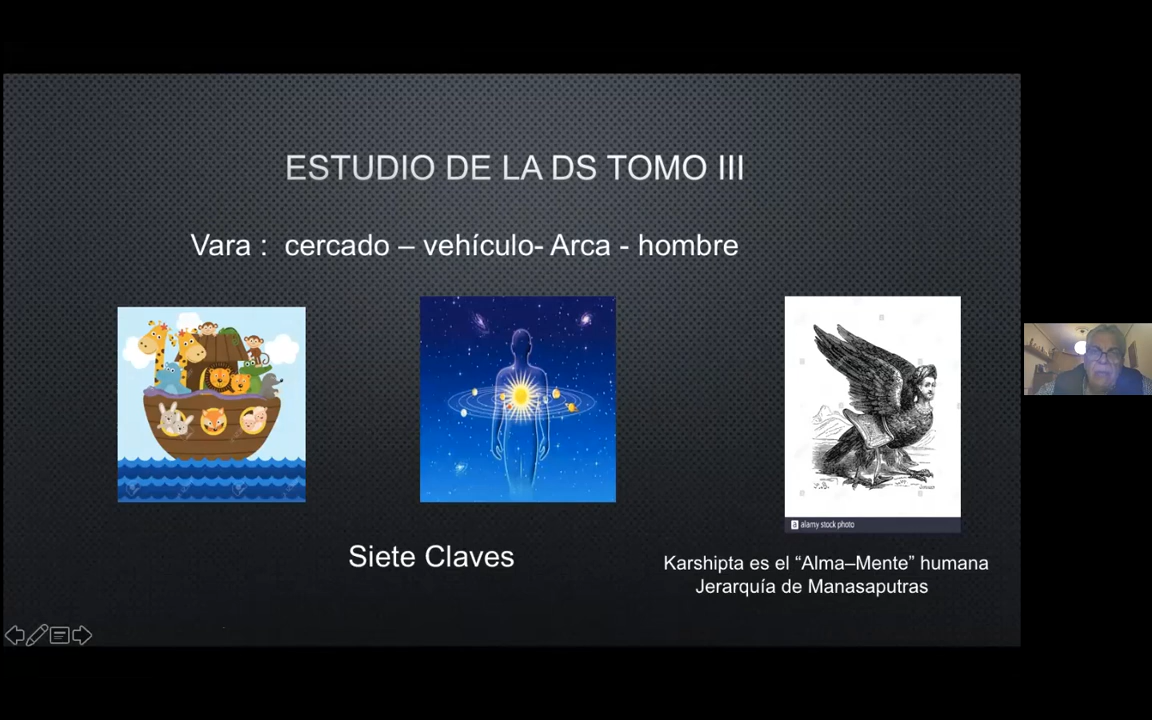 ESTUDIO DE LA DS TOMO III
Vara : cercado – vehículo- Arca - hombre
a alamy stock photo
Siete Claves
Karshipta es el “Alma–Mente” humana
Jerarquía de Manasaputras